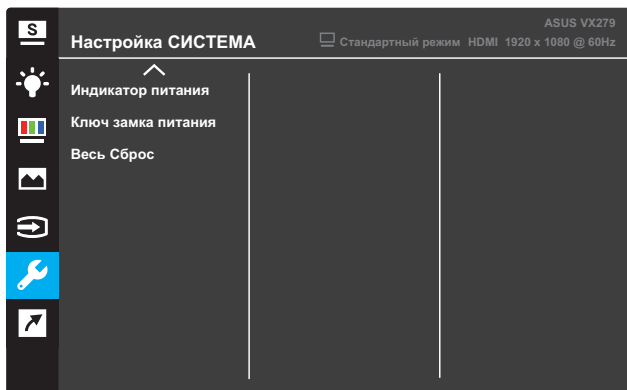 S
ASUS VX279
Настройка СИСТЕМА
Стандартный режим HDMI 1920 x 1080 @ 60Hz
Индикатор питания
Ключ замка питания
Весь Сброс